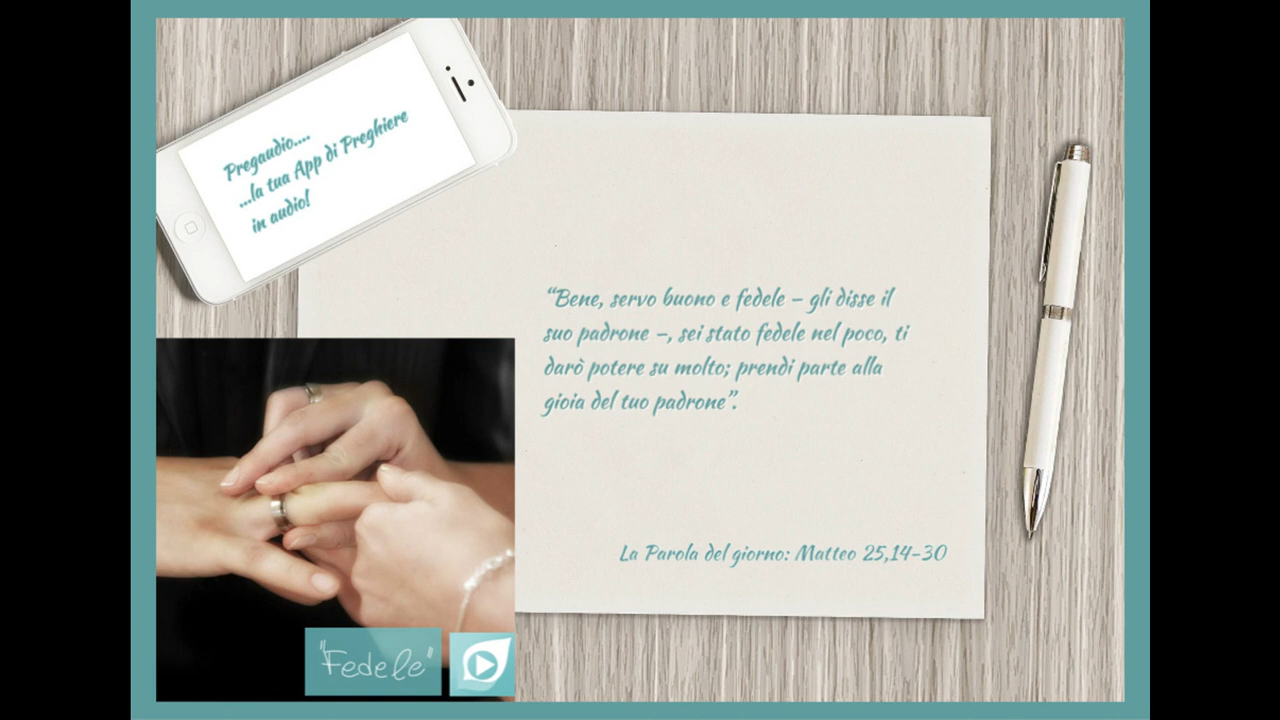 Pregaudio....
...la tua App di Preghiere
in audio!
“Bene, servo buono e fedele – gli disse il
suo padrone –, sei stato fedele nel poco, ti
darò potere su molto; prendi parte alla
gioia del tuo padrone”.
La Parola del giorno: Matteo 25,14-30
"Fedele"